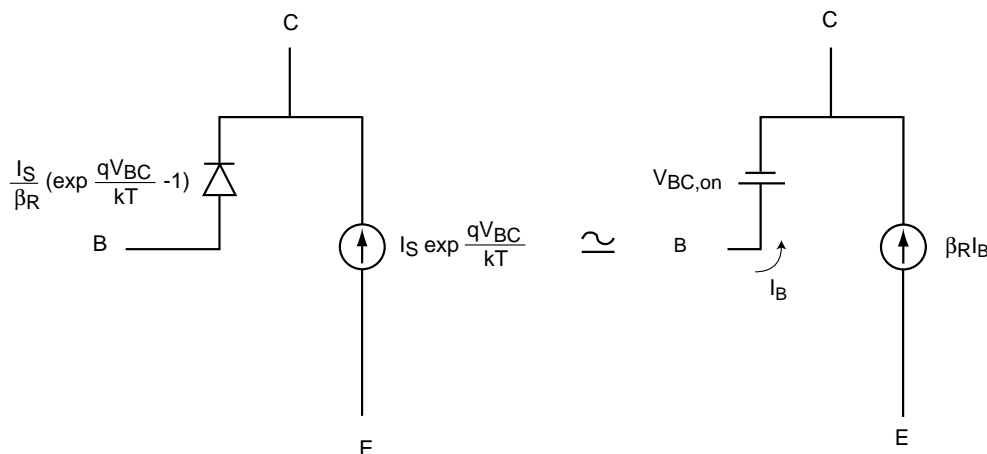 C
C
I_S/β_R (exp qV_BC/kT -1)
V_BC,on
B
I_S exp qV_BC/kT
≃
B
I_B
β_R I_B
E
E